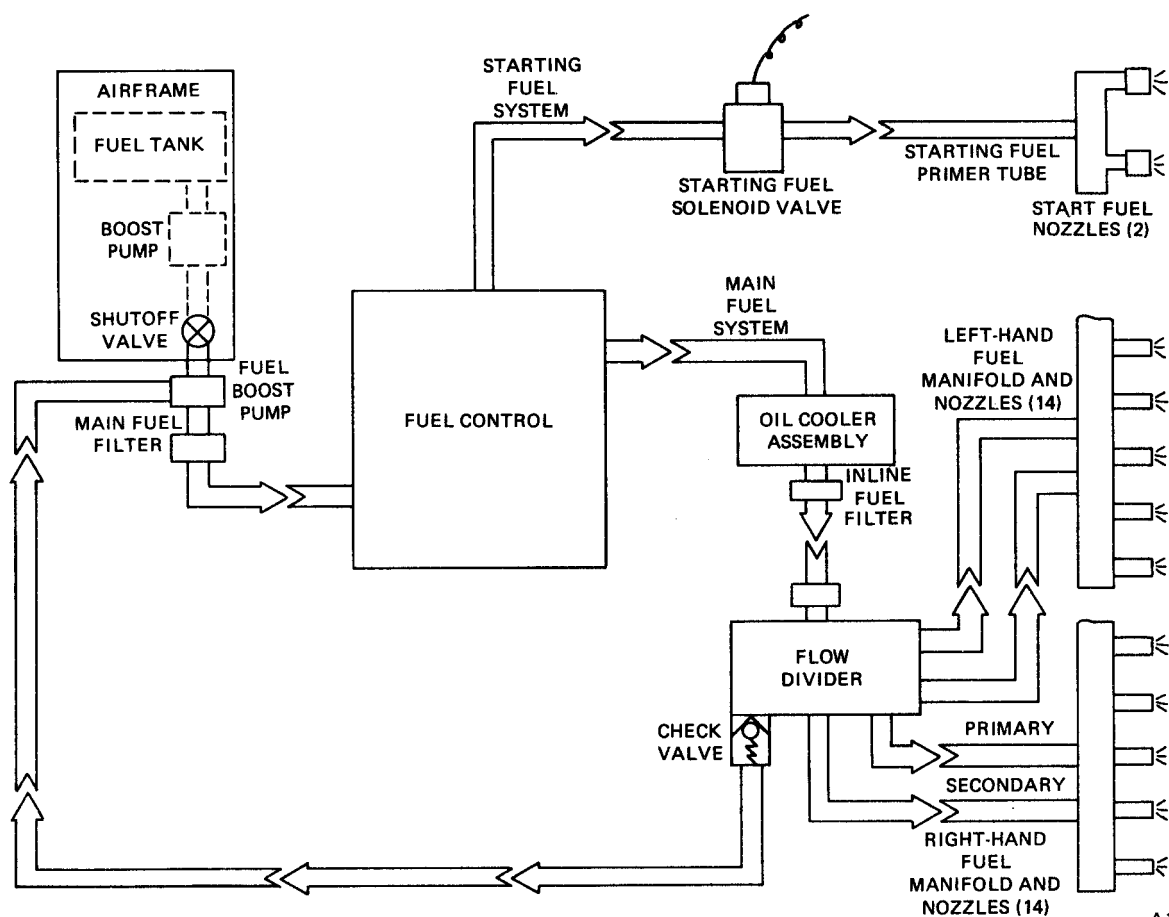 AIRFRAME
FUEL TANK
BOOST
PUMP
SHUTOFF
VALVE
FUEL
BOOST
PUMP
MAIN FUEL
FILTER
FUEL CONTROL
STARTING
FUEL
SYSTEM
STARTING FUEL
SOLENOID VALVE
STARTING FUEL
PRIMER TUBE
START FUEL
NOZZLES (2)
MAIN
FUEL
SYSTEM
OIL COOLER
ASSEMBLY
INLINE
FUEL
FILTER
LEFT-HAND
FUEL
MANIFOLD AND
NOZZLES (14)
FLOW
DIVIDER
CHECK
VALVE
PRIMARY
SECONDARY
RIGHT-HAND
FUEL
MANIFOLD AND
NOZZLES (14)